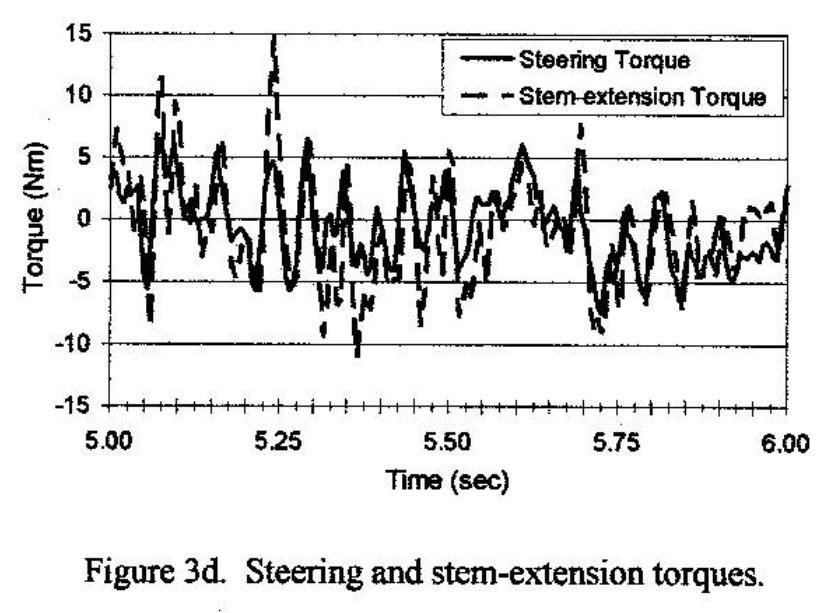 15
10
5
0
-5
-10
-15
Torque (Nm)
Steering Torque
Stem-extension Torque
5.00 5.25 5.50 5.75 6.00
Time (sec)
Figure 3d. Steering and stem-extension torques.